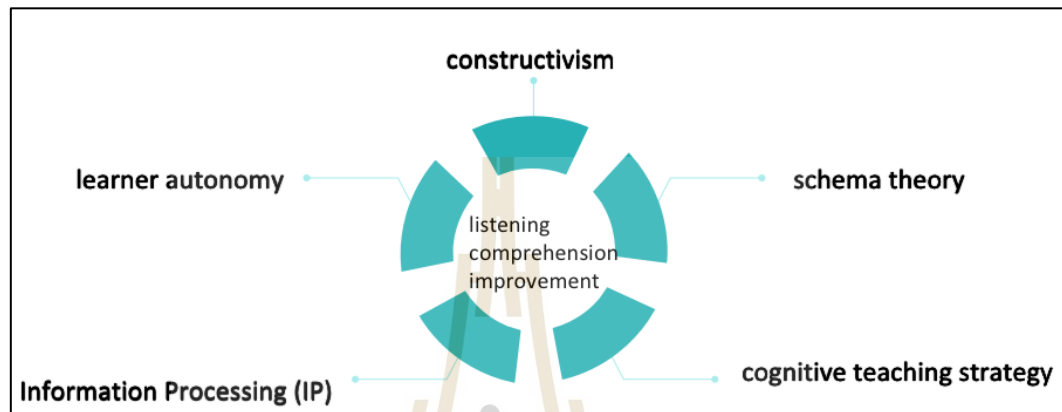 constructivism
learner autonomy
schema theory
listening
comprehension
improvement
Information Processing (IP)
cognitive teaching strategy